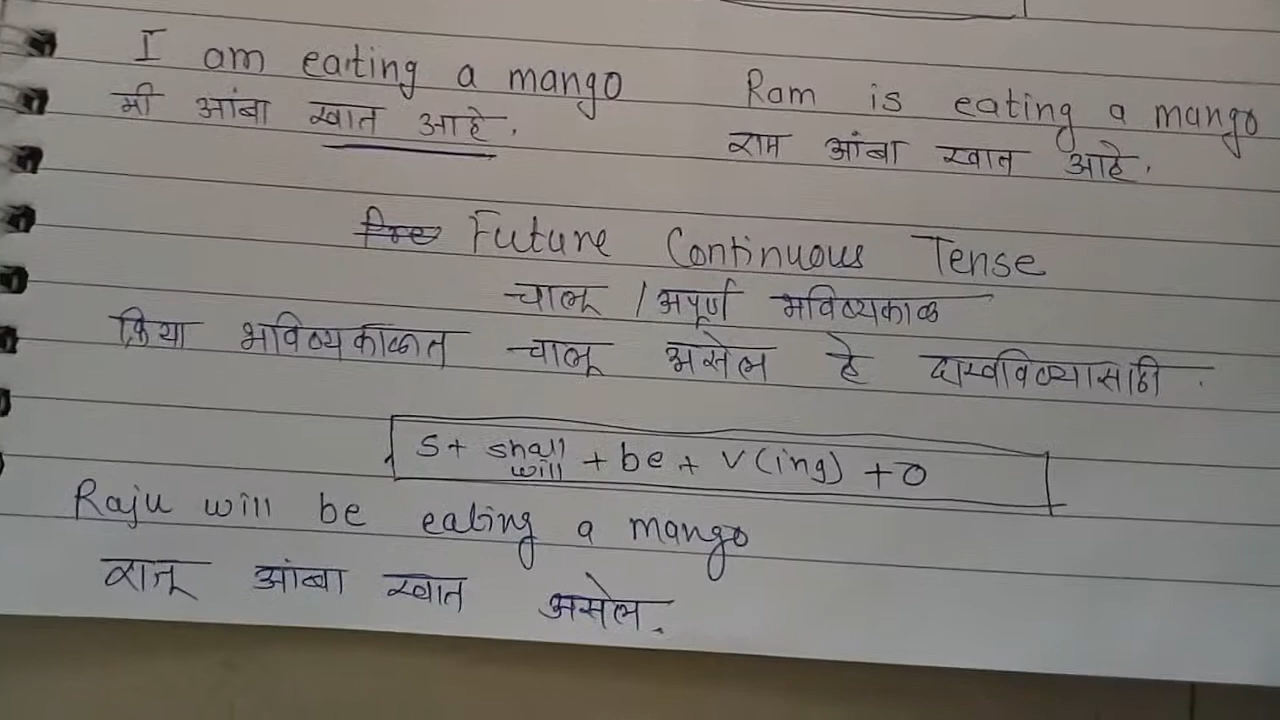 I am eating a mango
मी आंबा खात आहे.
Ram is eating a mango
राम आंबा खात आहे.
Future Continuous Tense
चालू / अपूर्ण भविष्यकाळ
क्रिया भविष्यकाळात चालू असेल हे दाखविण्यासाठी .
S + shall will + be + V(ing) + O
Raju will be eating a mango
राजू आंबा खात असेल.